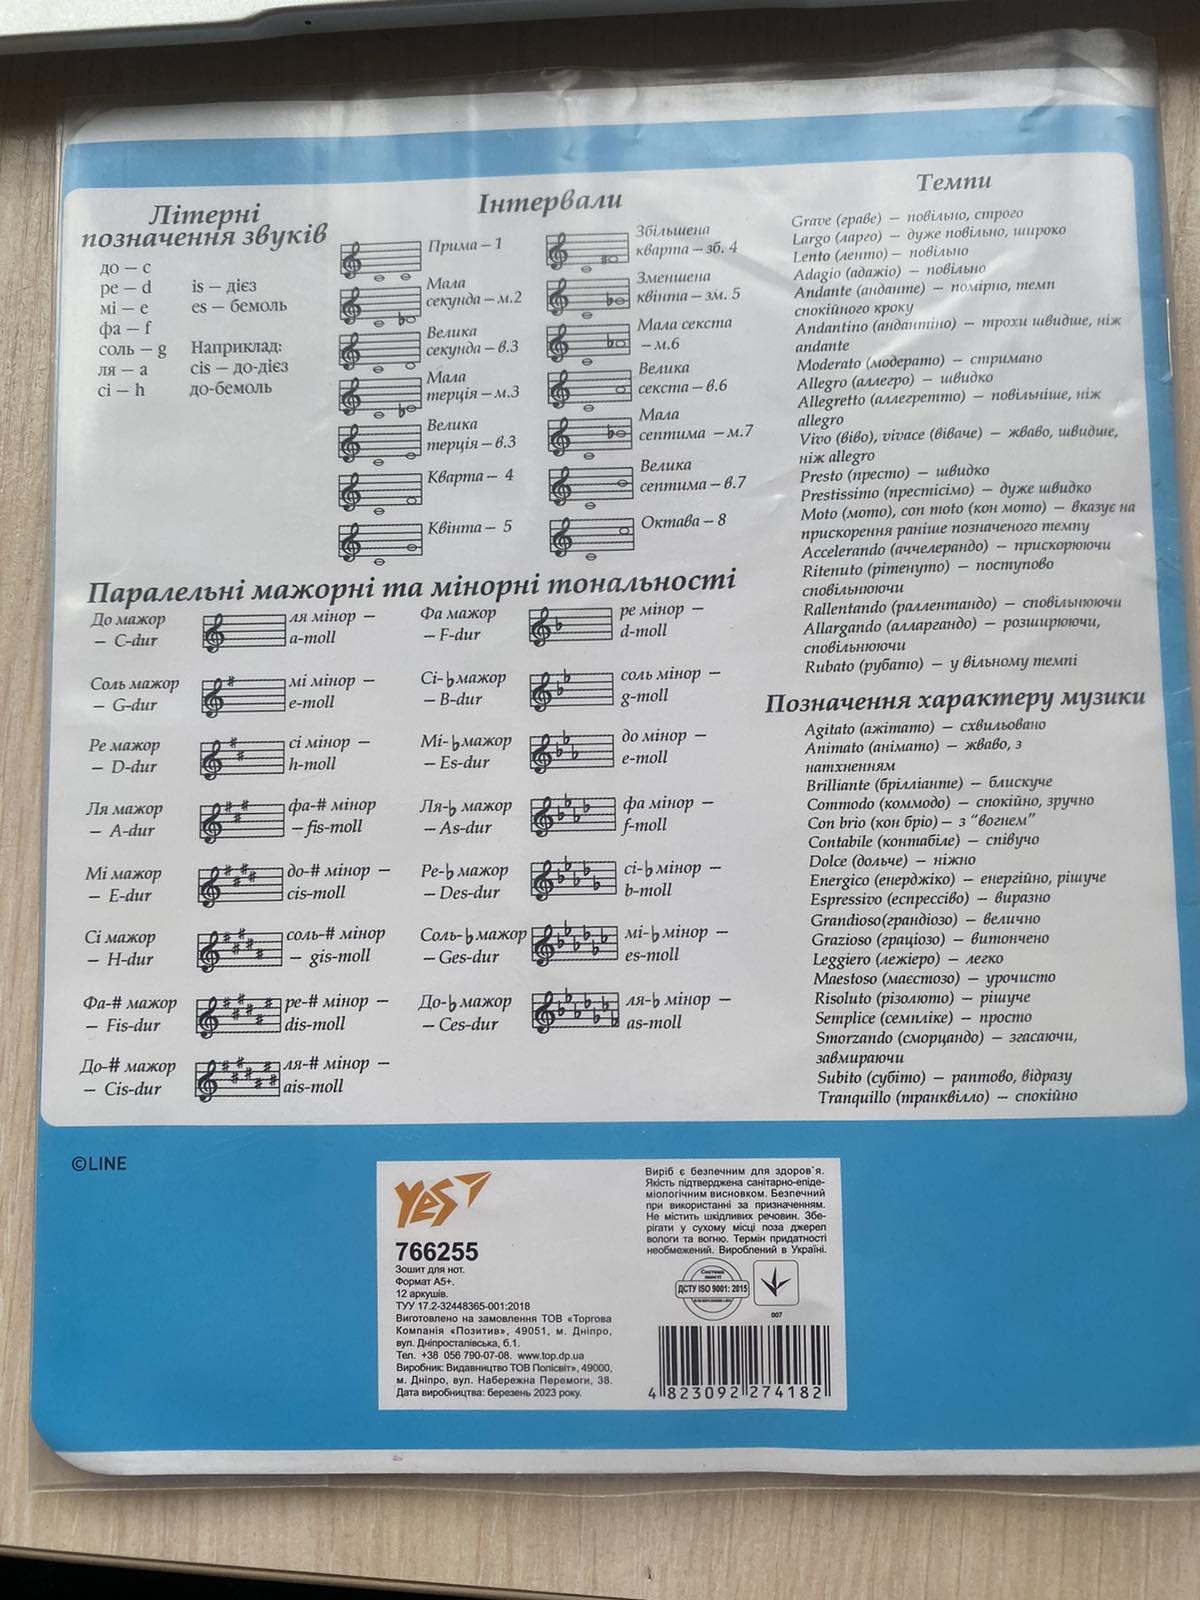 Літерні
позначення звуків
до – c
ре – d
мі – e
фа – f
соль – g
ля – a
сі – h
is – дієз
es – бемоль
Наприклад:
cis – до-дієз
до-бемоль
Інтервали
Прима – 1
Мала
секунда – м.2
Велика
секунда – в.3
Мала
терція – м.3
Велика
терція – в.3
Кварта – 4
Квінта – 5
Збільшена
кварта – зб. 4
Зменшена
квінта – зм. 5
Мала секста
– м.6
Велика
секста – в.6
Мала
септима – м.7
Велика
септима – в.7
Октава – 8
Паралельні мажорні та мінорні тональності
До мажор
– C-dur
ля мінор –
a-moll
Соль мажор
– G-dur
мі мінор –
e-moll
Ре мажор
– D-dur
сі мінор –
h-moll
Ля мажор
– A-dur
фа-# мінор
– fis-moll
Мі мажор
– E-dur
до-# мінор –
cis-moll
Сі мажор
– H-dur
соль-# мінор
– gis-moll
Фа-# мажор
– Fis-dur
ре-# мінор –
dis-moll
До-# мажор
– Cis-dur
ля-# мінор –
ais-moll
Фа мажор
– F-dur
ре мінор –
d-moll
Сі-♭ мажор
– B-dur
соль мінор –
g-moll
Мі-♭ мажор
– Es-dur
до мінор –
e-moll
Ля-♭ мажор
– As-dur
фа мінор –
f-moll
Ре-♭ мажор
– Des-dur
сі-♭ мінор –
b-moll
Соль-♭ мажор
– Ges-dur
мі-♭ мінор –
es-moll
До-♭ мажор
– Ces-dur
ля-♭ мінор –
as-moll
Темпи
Grave (граве) – повільно, строго
Largo (ларго) – дуже повільно, широко
Lento (ленто) – повільно
Adagio (адажіо) – повільно
Andante (анданте) – помірно, темп
спокійного кроку
Andantino (андантіно) – трохи швидше, ніж
andante
Moderato (модерато) – стримано
Allegro (аллегро) – швидко
Allegretto (аллегретто) – повільніше, ніж
allegro
Vivo (віво), vivace (віваче) – жваво, швидше,
ніж allegro
Presto (престо) – швидко
Prestissimo (престісімо) – дуже швидко
Moto (мото), con moto (кон мото) – вказує на
прискорення раніше позначеного темпу
Accelerando (аччелерандо) – прискорюючи
Ritenuto (рітенуто) – поступово
сповільнюючи
Rallentando (раллентандо) – сповільнюючи
Allargando (алларгандо) – розширюючи,
сповільнюючи
Rubato (рубато) – у вільному темпі
Позначення характеру музики
Agitato (ажітато) – схвильовано
Animato (анімато) – жваво, з
натхненням
Brilliante (брілліанте) – блискуче
Commodo (коммодо) – спокійно, зручно
Con brio (кон бріо) – з “вогнем”
Contabile (контабіле) – співучо
Dolce (дольче) – ніжно
Energico (енерджіко) – енергійно, рішуче
Espressivo (еспрессіво) – виразно
Grandioso(грандіозо) – велично
Grazioso (граціозо) – витончено
Leggiero (лежієро) – легко
Maestoso (маєстозо) – урочисто
Risoluto (різолюто) – рішуче
Semplice (семпліке) – просто
Smorzando (сморцандо) – згасаючи,
завмираючи
Subito (субіто) – раптово, відразу
Tranquillo (транквілло) – спокійно
©LINE
YES
766255
Зошит для нот.
Формат А5+.
12 аркушів.
ТУУ 17.2-32448365-001:2018
Виготовлено на замовлення ТОВ «Торгова
Компанія «Позитив», 49051, м. Дніпро,
вул. Дніпросталівська, б.1.
Тел. +38 056 790-07-08. www.top.dp.ua
Виробник: Видавництво ТОВ Полісвіт», 49000,
м. Дніпро, вул. Набережна Перемоги, 38.
Дата виробництва: березень 2023 року.
Виріб є безпечним для здоров`я.
Якість підтверджена санітарно-епіде-
міологічним висновком. Безпечний
при використанні за призначенням.
Не містить шкідливих речовин. Збе-
рігати у сухому місці поза джерел
вологи та вогню. Термін придатності
необмежений. Вироблений в Україні.
Система
якості
ДСТУ ISO 9001: 2015
007
4 823092 274182